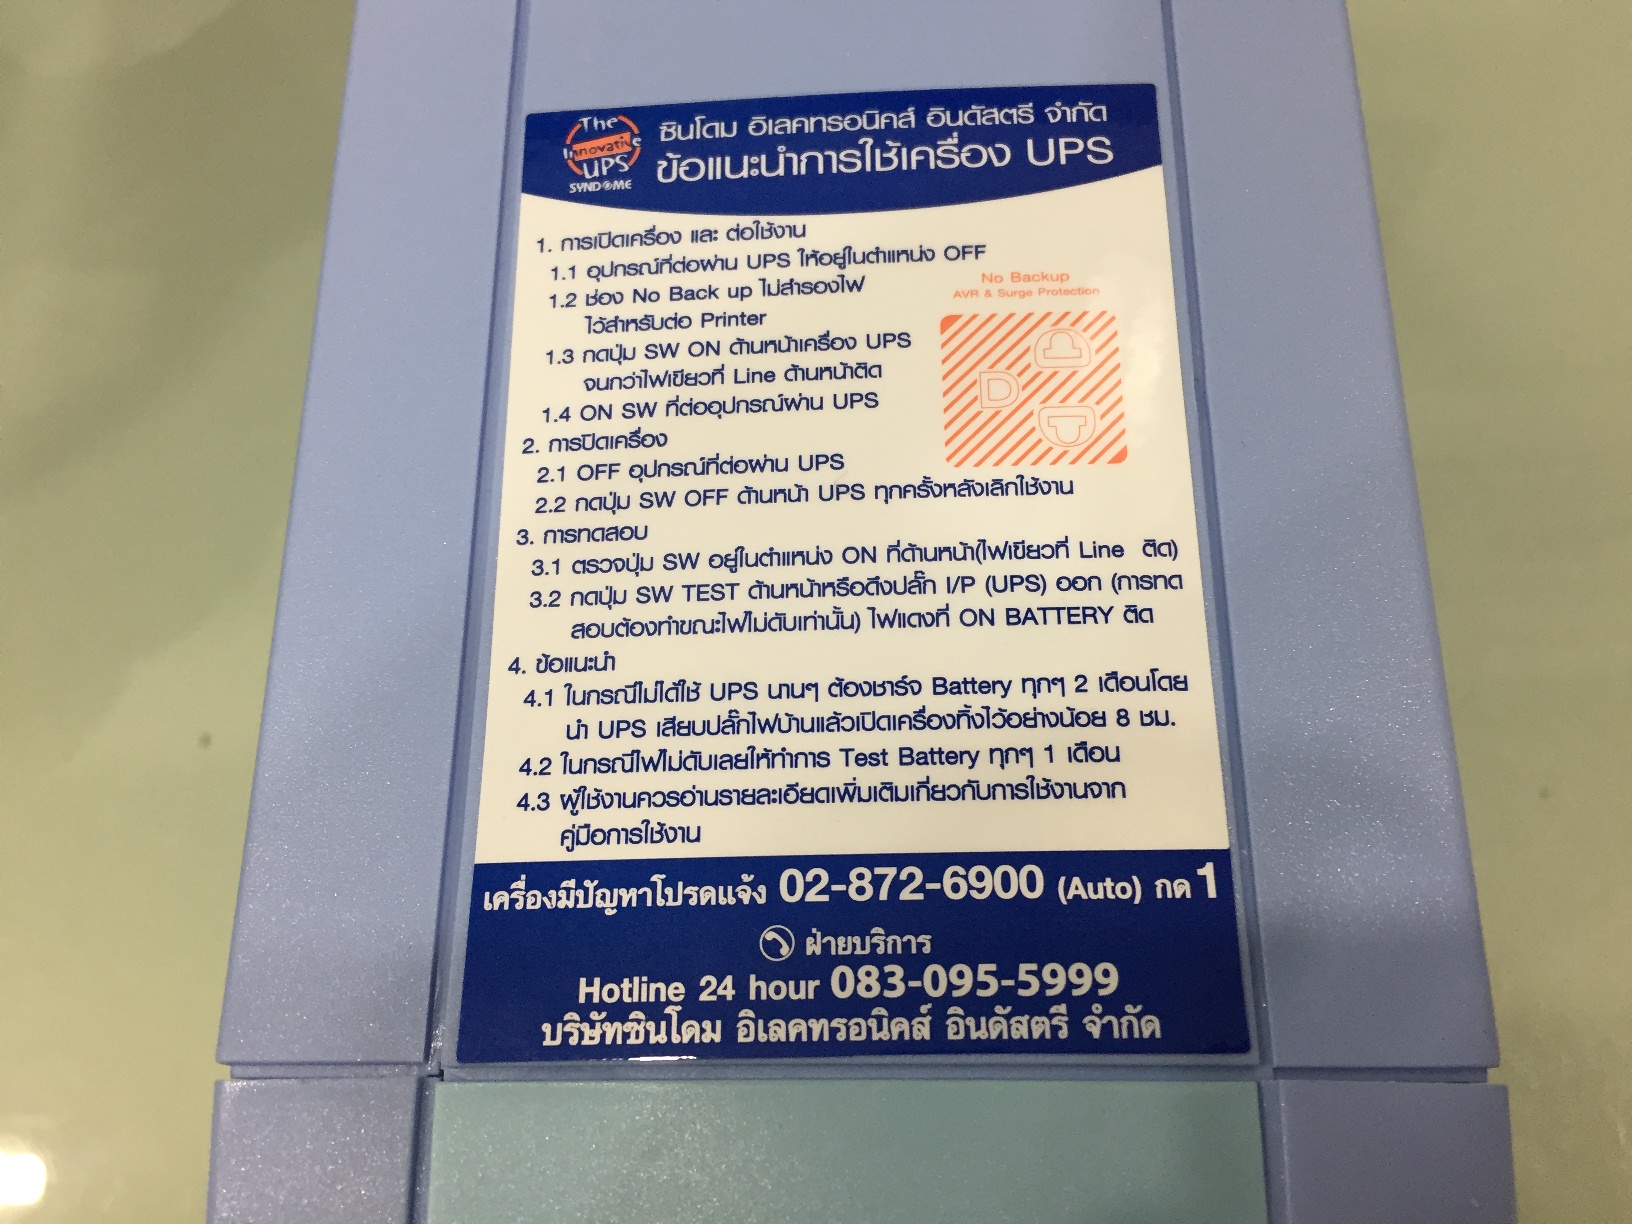 The
Innovative
UPS
SYNDOME
ซินโดม อิเลคทรอนิคส์ อินดัสตรี จำกัด
ข้อแนะนำการใช้เครื่อง UPS
1. การเปิดเครื่อง และ ต่อใช้งาน
1.1 อุปกรณ์ที่ต่อผ่าน UPS ให้อยู่ในตำแหน่ง OFF
1.2 ช่อง No Back up ไม่สำรองไฟ
ไว้สำหรับต่อ Printer
1.3 กดปุ่ม SW ON ด้านหน้าเครื่อง UPS
จนกว่าไฟเขียวที่ Line ด้านหน้าติด
1.4 ON SW ที่ต่ออุปกรณ์ผ่าน UPS
No Backup
AVR & Surge Protection
2. การปิดเครื่อง
2.1 OFF อุปกรณ์ที่ต่อผ่าน UPS
2.2 กดปุ่ม SW OFF ด้านหน้า UPS ทุกครั้งหลังเลิกใช้งาน
3. การทดสอบ
3.1 ตรวจปุ่ม SW อยู่ในตำแหน่ง ON ที่ด้านหน้า(ไฟเขียวที่ Line ติด)
3.2 กดปุ่ม SW TEST ด้านหน้าหรือดึงปลั๊ก I/P (UPS) ออก (การทด
สอบต้องทำขณะไฟไม่ดับเท่านั้น) ไฟแดงที่ ON BATTERY ติด
4. ข้อแนะนำ
4.1 ในกรณีไม่ได้ใช้ UPS นานๆ ต้องชาร์จ Battery ทุกๆ 2 เดือนโดย
นำ UPS เสียบปลั๊กไฟบ้านแล้วเปิดเครื่องทิ้งไว้อย่างน้อย 8 ชม.
4.2 ในกรณีไฟไม่ดับเลยให้ทำการ Test Battery ทุกๆ 1 เดือน
4.3 ผู้ใช้งานควรอ่านรายละเอียดเพิ่มเติมเกี่ยวกับการใช้งานจาก
คู่มือการใช้งาน
เครื่องมีปัญหาโปรดแจ้ง 02-872-6900 (Auto) กด 1
ฝ่ายบริการ
Hotline 24 hour 083-095-5999
บริษัทซินโดม อิเลคทรอนิคส์ อินดัสตรี จำกัด